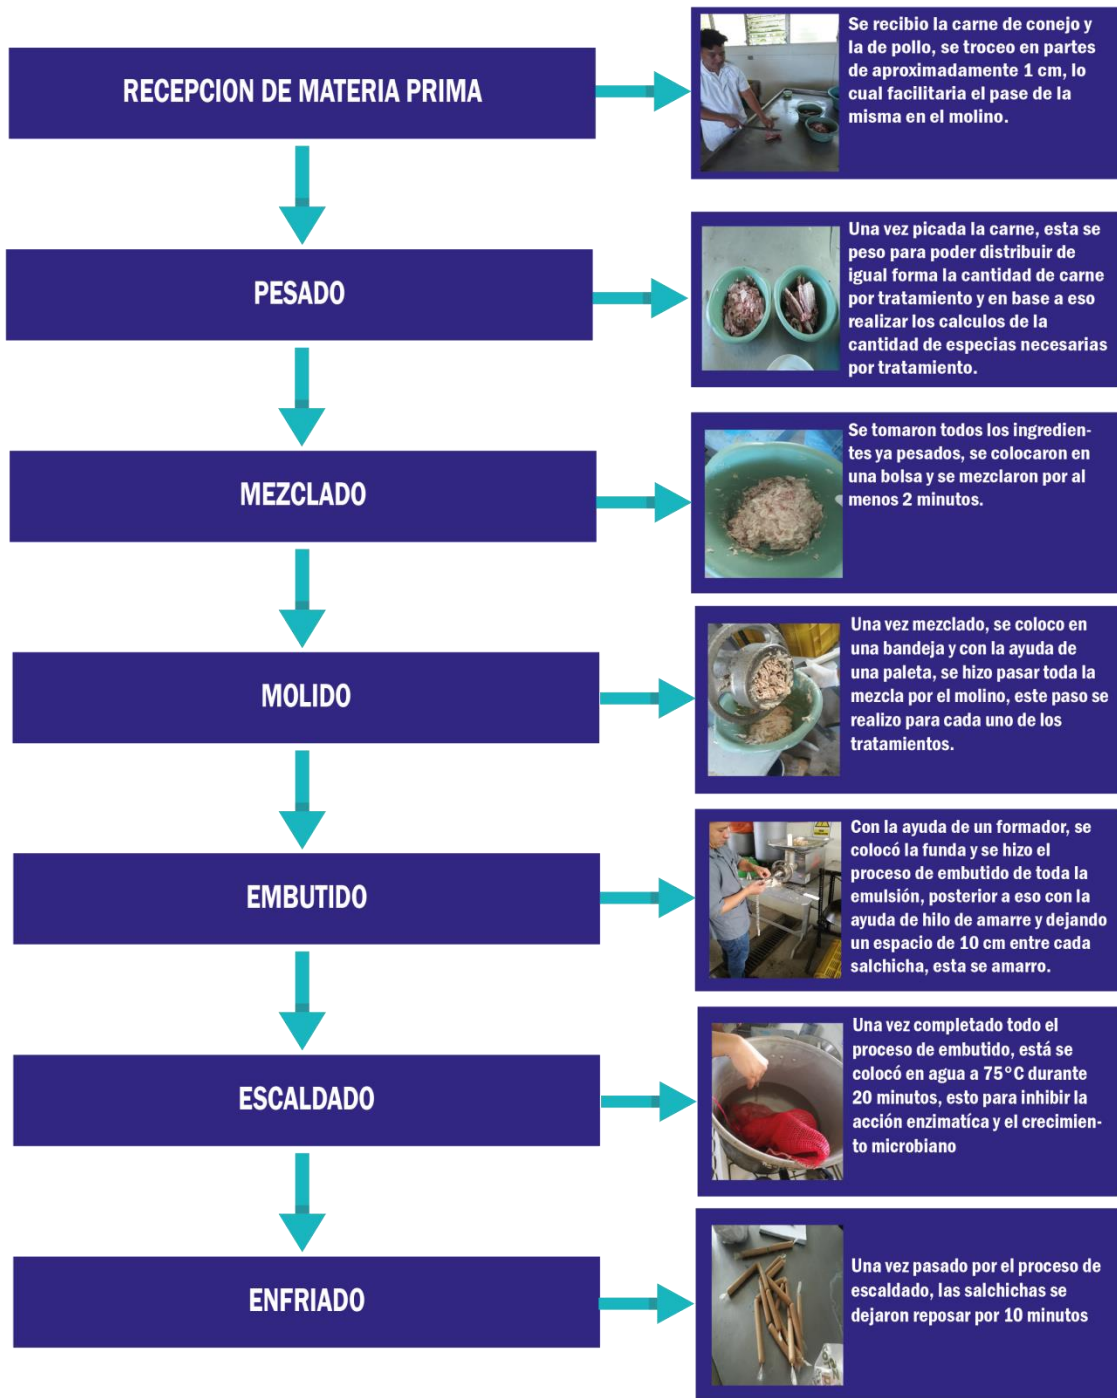 RECEPCION DE MATERIA PRIMA
Se recibio la carne de conejo y
la de pollo, se troceo en partes
de aproximadamente 1 cm, lo
cual facilitaria el pase de la
misma en el molino.
PESADO
Una vez picada la carne, esta se
peso para poder distribuir de
igual forma la cantidad de carne
por tratamiento y en base a eso
realizar los calculos de la
cantidad de especias necesarias
por tratamiento.
MEZCLADO
Se tomaron todos los ingredien-
tes ya pesados, se colocaron en
una bolsa y se mezclaron por al
menos 2 minutos.
MOLIDO
Una vez mezclado, se coloco en
una bandeja y con la ayuda de
una paleta, se hizo pasar toda la
mezcla por el molino, este paso se
realizo para cada uno de los
tratamientos.
EMBUTIDO
Con la ayuda de un formador, se
colocó la funda y se hizo el
proceso de embutido de toda la
emulsión, posterior a eso con la
ayuda de hilo de amarre y dejando
un espacio de 10 cm entre cada
salchicha, esta se amarro.
ESCALDADO
Una vez completado todo el
proceso de embutido, está se
colocó en agua a 75°C durante
20 minutos, esto para inhibir la
acción enzimatíca y el crecimien-
to microbiano
ENFRIADO
Una vez pasado por el proceso de
escaldado, las salchichas se
dejaron reposar por 10 minutos